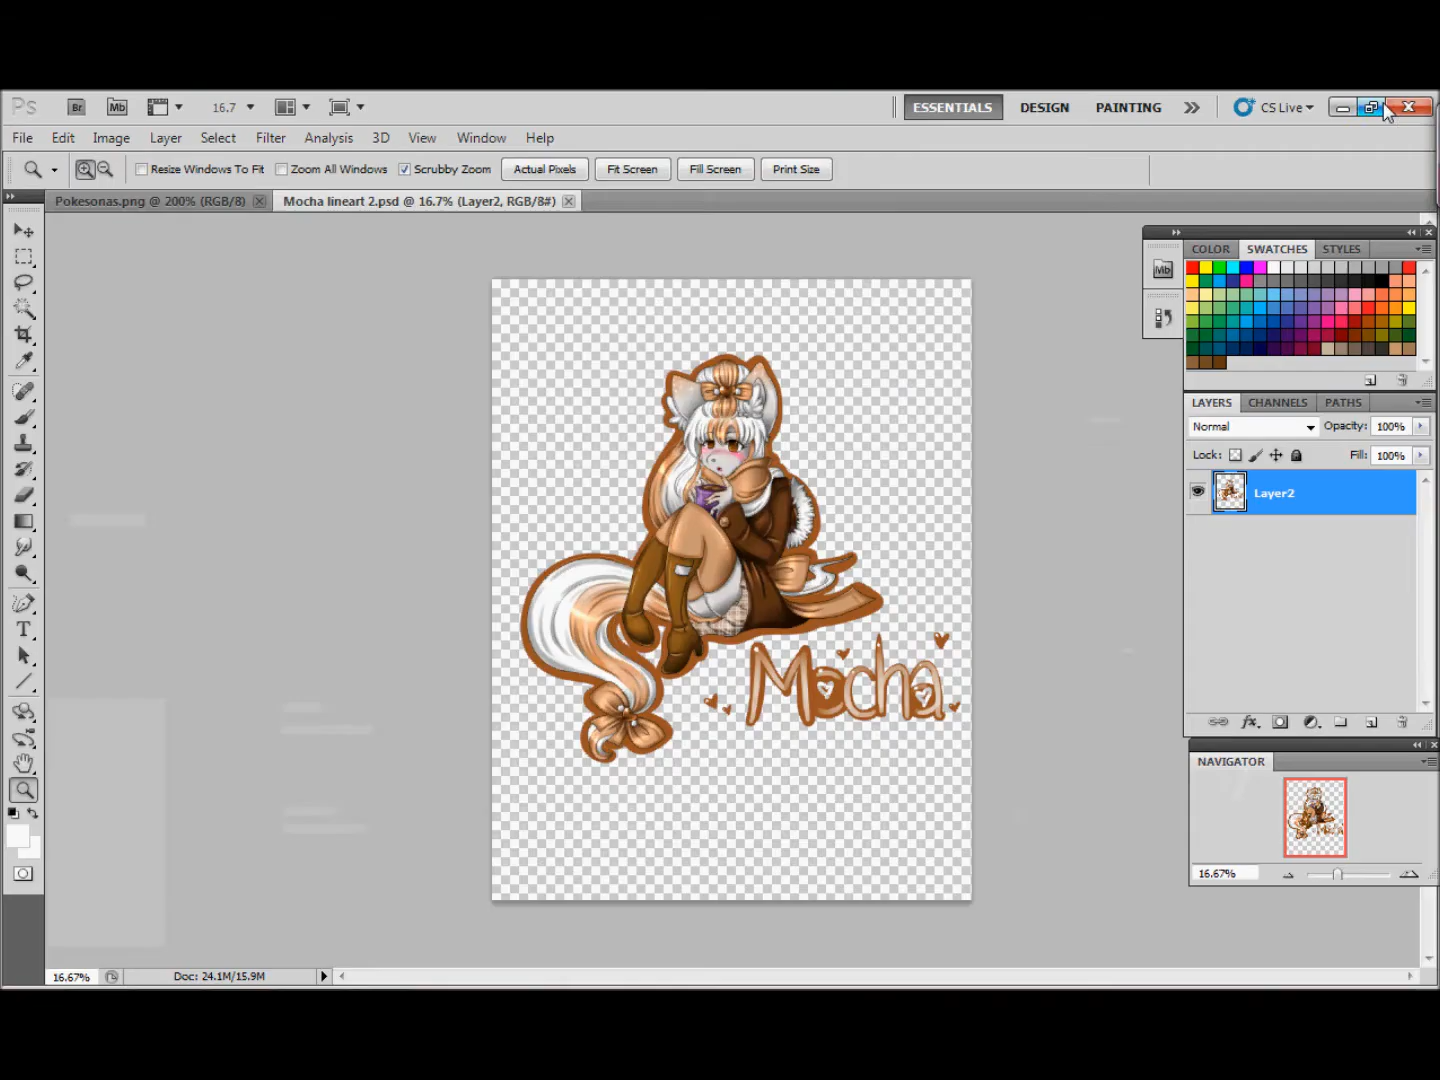 Ps Br Mb 16.7 ESSENTIALS DESIGN PAINTING CS Live
File Edit Image Layer Select Filter Analysis 3D View Window Help
Resize Windows To Fit Zoom All Windows Scrubby Zoom Actual Pixels Fit Screen Fill Screen Print Size
Pokesonas.png @ 200% (RGB/8) Mocha lineart 2.psd @ 16.7% (Layer2, RGB/8#)
COLOR SWATCHES STYLES
Mb
LAYERS CHANNELS PATHS
Normal Opacity: 100%
Lock: Fill: 100%
Layer2
Mocha
NAVIGATOR
16.67%
16.67% Doc: 24.1M/15.9M